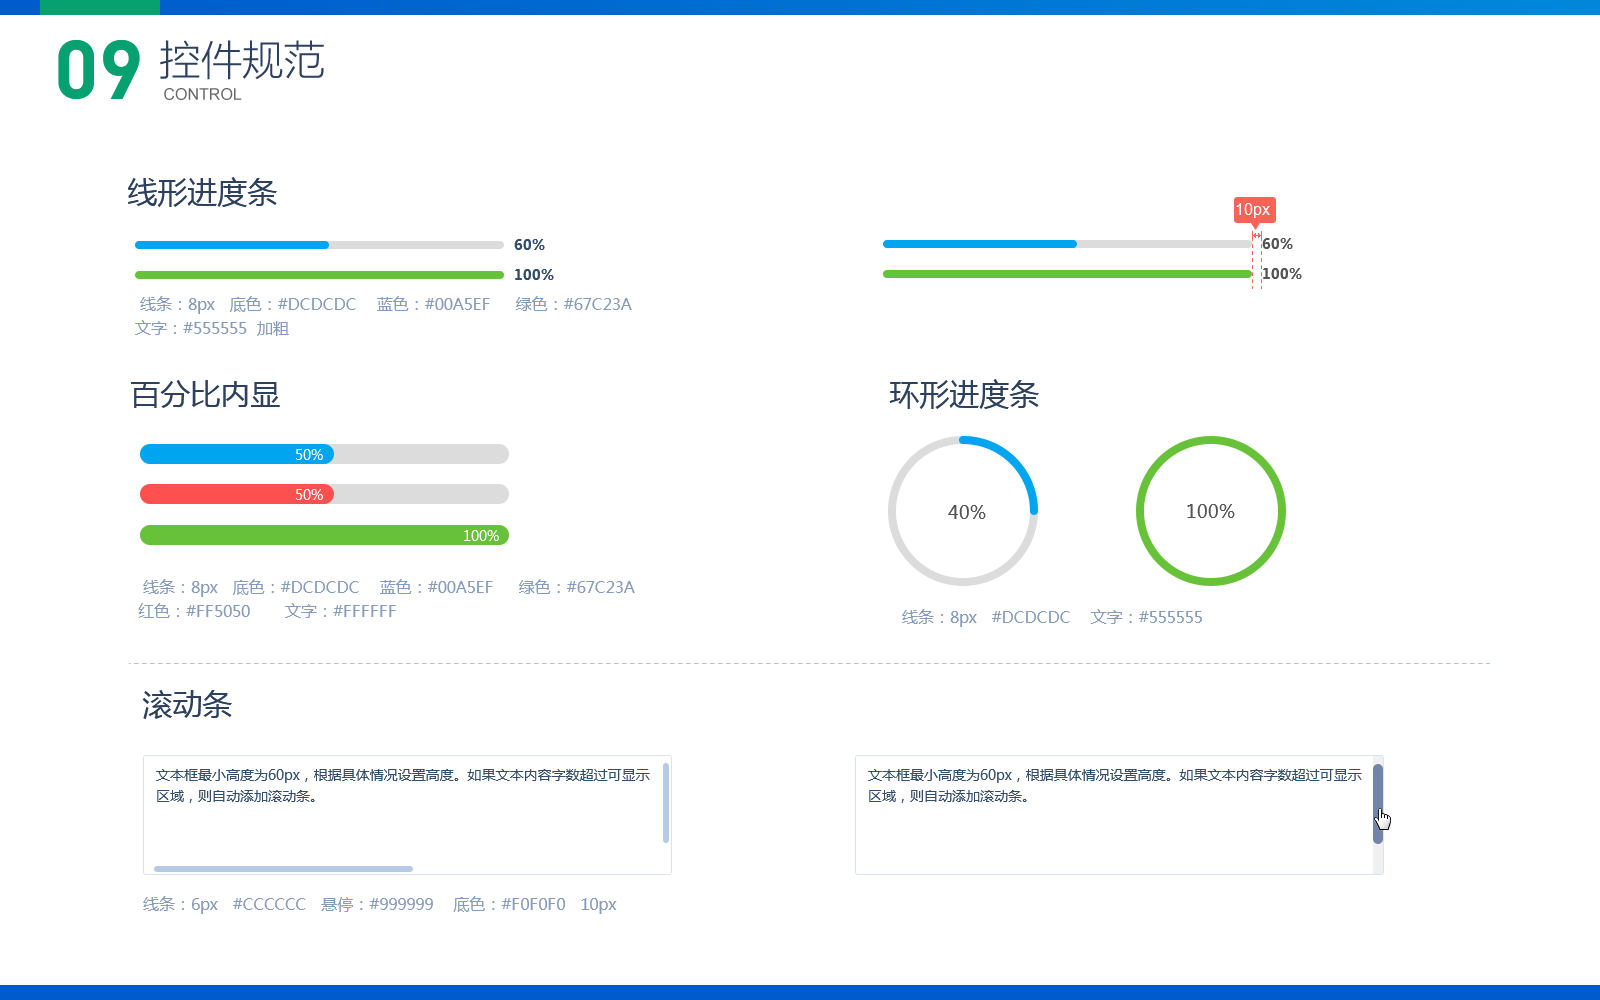 09 控件规范
CONTROL
线形进度条
60%
100%
线条：8px 底色：#DCDCDC 蓝色：#00A5EF 绿色：#67C23A
文字：#555555 加粗
10px
60%
100%
百分比内显
50%
50%
100%
线条：8px 底色：#DCDCDC 蓝色：#00A5EF 绿色：#67C23A
红色：#FF5050 文字：#FFFFFF
环形进度条
40%
100%
线条：8px #DCDCDC 文字：#555555
滚动条
文本框最小高度为60px，根据具体情况设置高度。如果文本内容字数超过可显示
区域，则自动添加滚动条。
线条：6px #CCCCCC 悬停：#999999 底色：#F0F0F0 10px
文本框最小高度为60px，根据具体情况设置高度。如果文本内容字数超过可显示
区域，则自动添加滚动条。